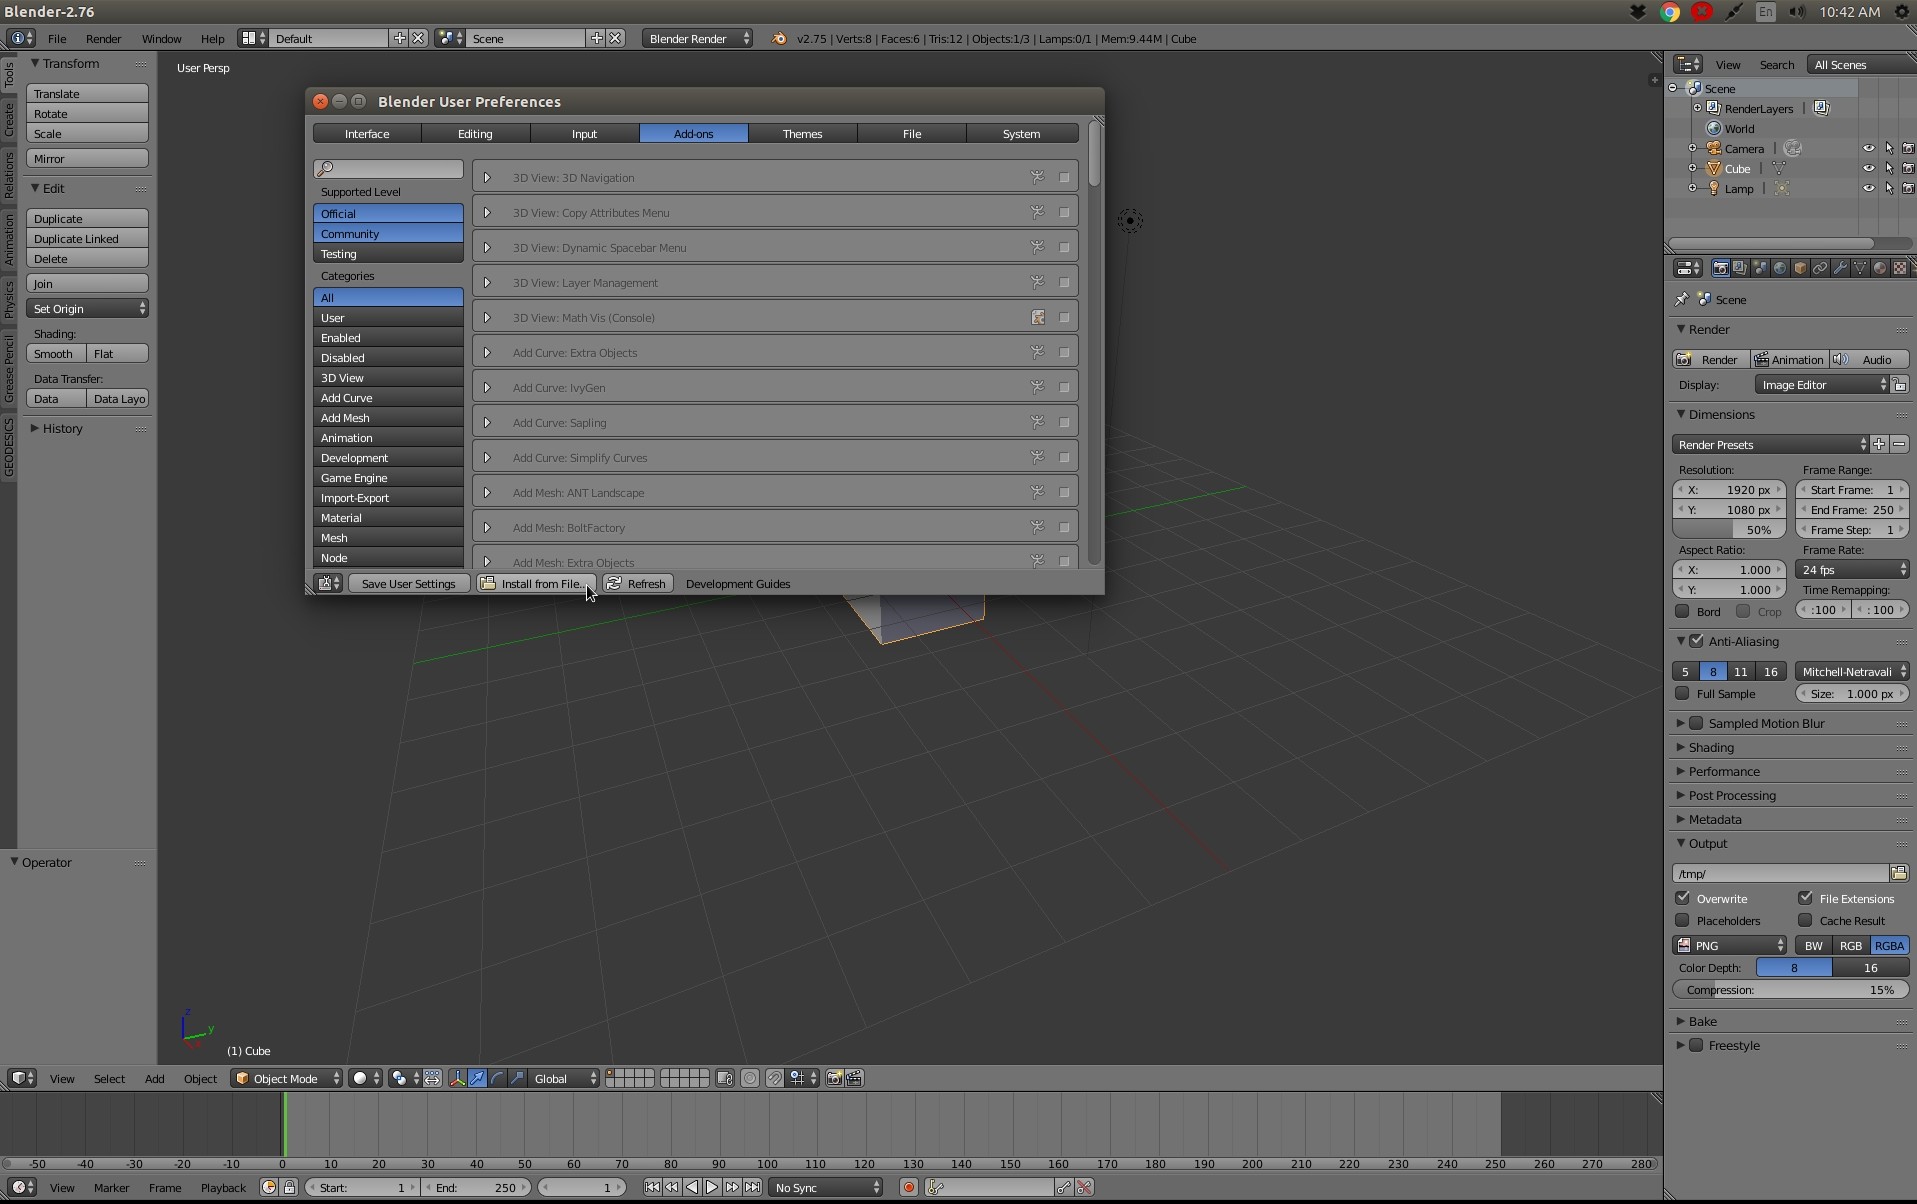 Blender-2.76
En 10:42 AM
File Render Window Help Default Scene Blender Render v2.75 | Verts:8 | Faces:6 | Tris:12 | Objects:1/3 | Lamps:0/1 | Mem:9.44M | Cube
Tools
Create
Relations
Animation
Physics
Grease Pencil
GEODESICS
Transform
Translate
Rotate
Scale
Mirror
Edit
Duplicate
Duplicate Linked
Delete
Join
Set Origin
Shading:
Smooth Flat
Data Transfer:
Data Data Layo
History
Operator
User Persp
Blender User Preferences
Interface Editing Input Add-ons Themes File System
Supported Level
Official
Community
Testing
Categories
All
User
Enabled
Disabled
3D View
Add Curve
Add Mesh
Animation
Development
Game Engine
Import-Export
Material
Mesh
Node
3D View: 3D Navigation
3D View: Copy Attributes Menu
3D View: Dynamic Spacebar Menu
3D View: Layer Management
3D View: Math Vis (Console)
Add Curve: Extra Objects
Add Curve: IvyGen
Add Curve: Sapling
Add Curve: Simplify Curves
Add Mesh: ANT Landscape
Add Mesh: BoltFactory
Add Mesh: Extra Objects
Save User Settings Install from File... Refresh Development Guides
z
y
(1) Cube
View Select Add Object Object Mode Global
-50 -40 -30 -20 -10 0 10 20 30 40 50 60 70 80 90 100 110 120 130 140 150 160 170 180 190 200 210 220 230 240 250 260 270 280
View Marker Frame Playback Start: 1 End: 250 1 No Sync
View Search All Scenes
Scene
RenderLayers |
World
Camera |
Cube |
Lamp |
Scene
Render
Render Animation Audio
Display: Image Editor
Dimensions
Render Presets
Resolution: Frame Range:
X: 1920 px Start Frame: 1
Y: 1080 px End Frame: 250
50% Frame Step: 1
Aspect Ratio: Frame Rate:
X: 1.000 24 fps
Y: 1.000 Time Remapping:
Bord Crop :100 : 100
Anti-Aliasing
5 8 11 16 Mitchell-Netravali
Full Sample Size: 1.000 px
Sampled Motion Blur
Shading
Performance
Post Processing
Metadata
Output
/tmp/
Overwrite File Extensions
Placeholders Cache Result
PNG BW RGB RGBA
Color Depth: 8 16
Compression: 15%
Bake
Freestyle